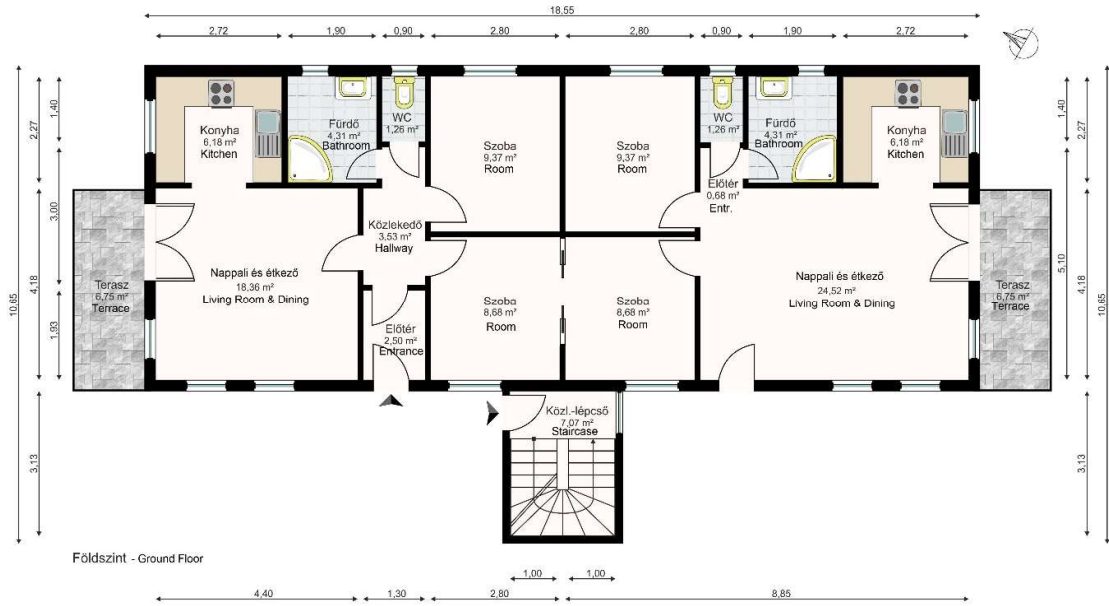 18,55
2,72
1,90
0,90
2,80
2,80
0,90
1,90
2,72
10,65
2,27
4,18
3,13
1,40
3,00
1,93
Konyha
6,18 m²
Kitchen
Fürdő
4,31 m²
Bathroom
WC
1,26 m²
Szoba
9,37 m²
Room
Szoba
9,37 m²
Room
WC
1,26 m²
Fürdő
4,31 m²
Bathroom
Konyha
6,18 m²
Kitchen
Előtér
0,68 m²
Entr.
Közlekedő
3,53 m²
Hallway
Terasz
6,75 m²
Terrace
Nappali és étkező
18,36 m²
Living Room & Dining
Előtér
2,50 m²
Entrance
Szoba
8,68 m²
Room
Szoba
8,68 m²
Room
Nappali és étkező
24,52 m²
Living Room & Dining
Terasz
6,75 m²
Terrace
1,40
5,10
2,27
4,18
3,13
10,65
Közl.-lépcső
7,07 m²
Staircase
Földszint - Ground Floor
1,00
1,00
4,40
1,30
2,80
8,85